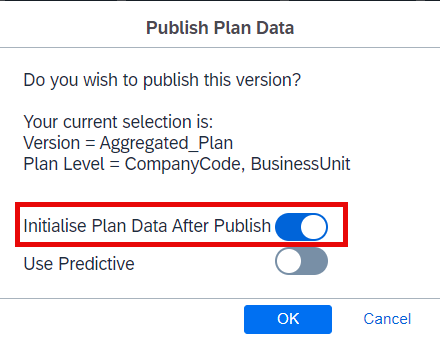 Publish Plan Data
Do you wish to publish this version?
Your current selection is:
Version = Aggregated_Plan
Plan Level = CompanyCode, BusinessUnit
Initialise Plan Data After Publish
Use Predictive
OK
Cancel